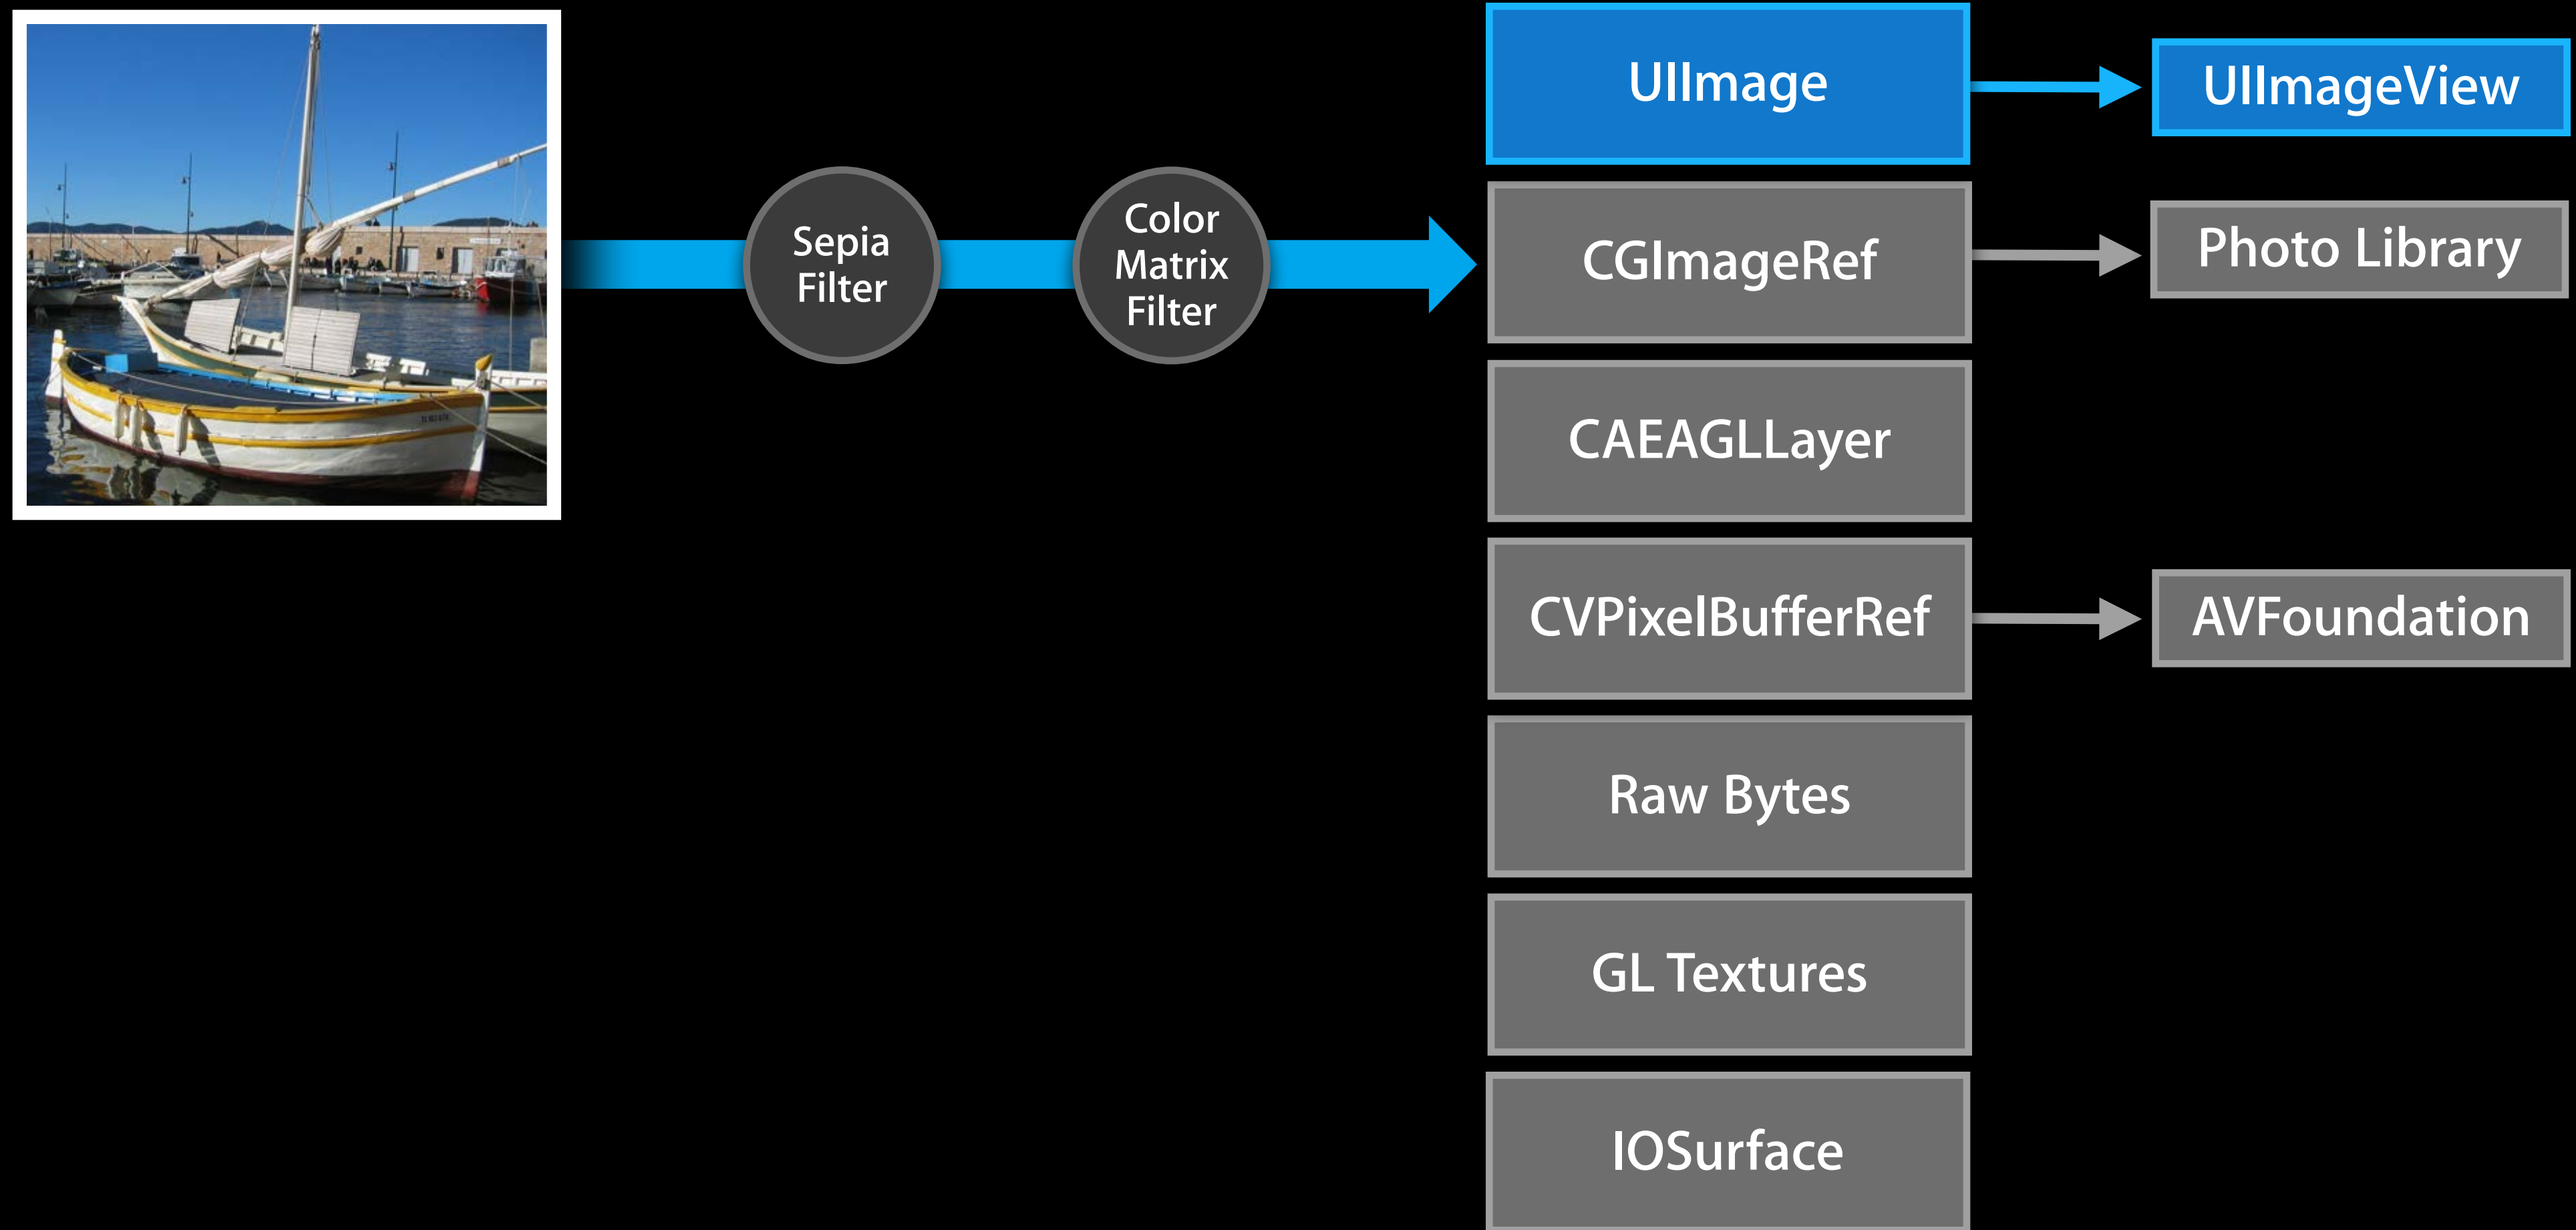 UIImage
UIImageView
Sepia
Filter
Color
Matrix
Filter
CGImageRef
Photo Library
CAEAGLLayer
CVPixelBufferRef
AVFoundation
Raw Bytes
GL Textures
IOSurface